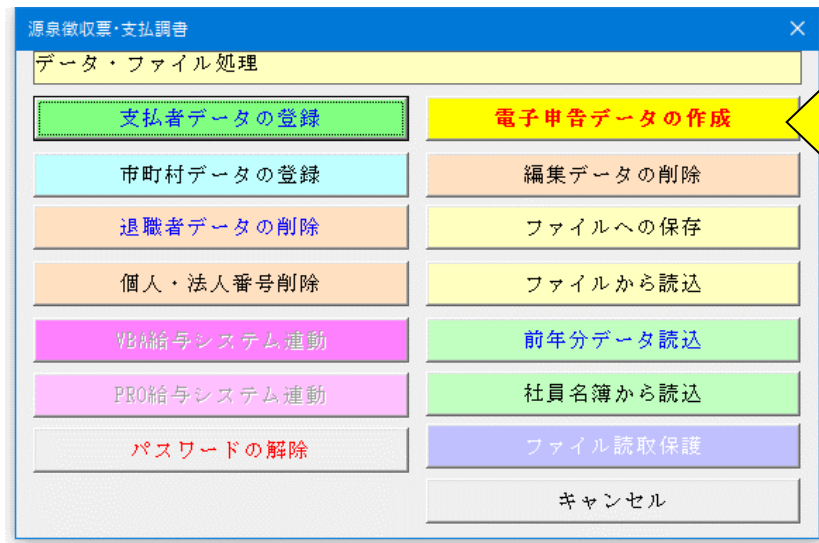 源泉徴収票・支払調書
データ・ファイル処理
支払者データの登録
電子申告データの作成
市町村データの登録
編集データの削除
退職者データの削除
ファイルへの保存
個人・法人番号削除
ファイルから読込
VBA給与システム連動
前年分データ読込
PRO給与システム連動
社員名簿から読込
パスワードの解除
ファイル読取保護
キャンセル